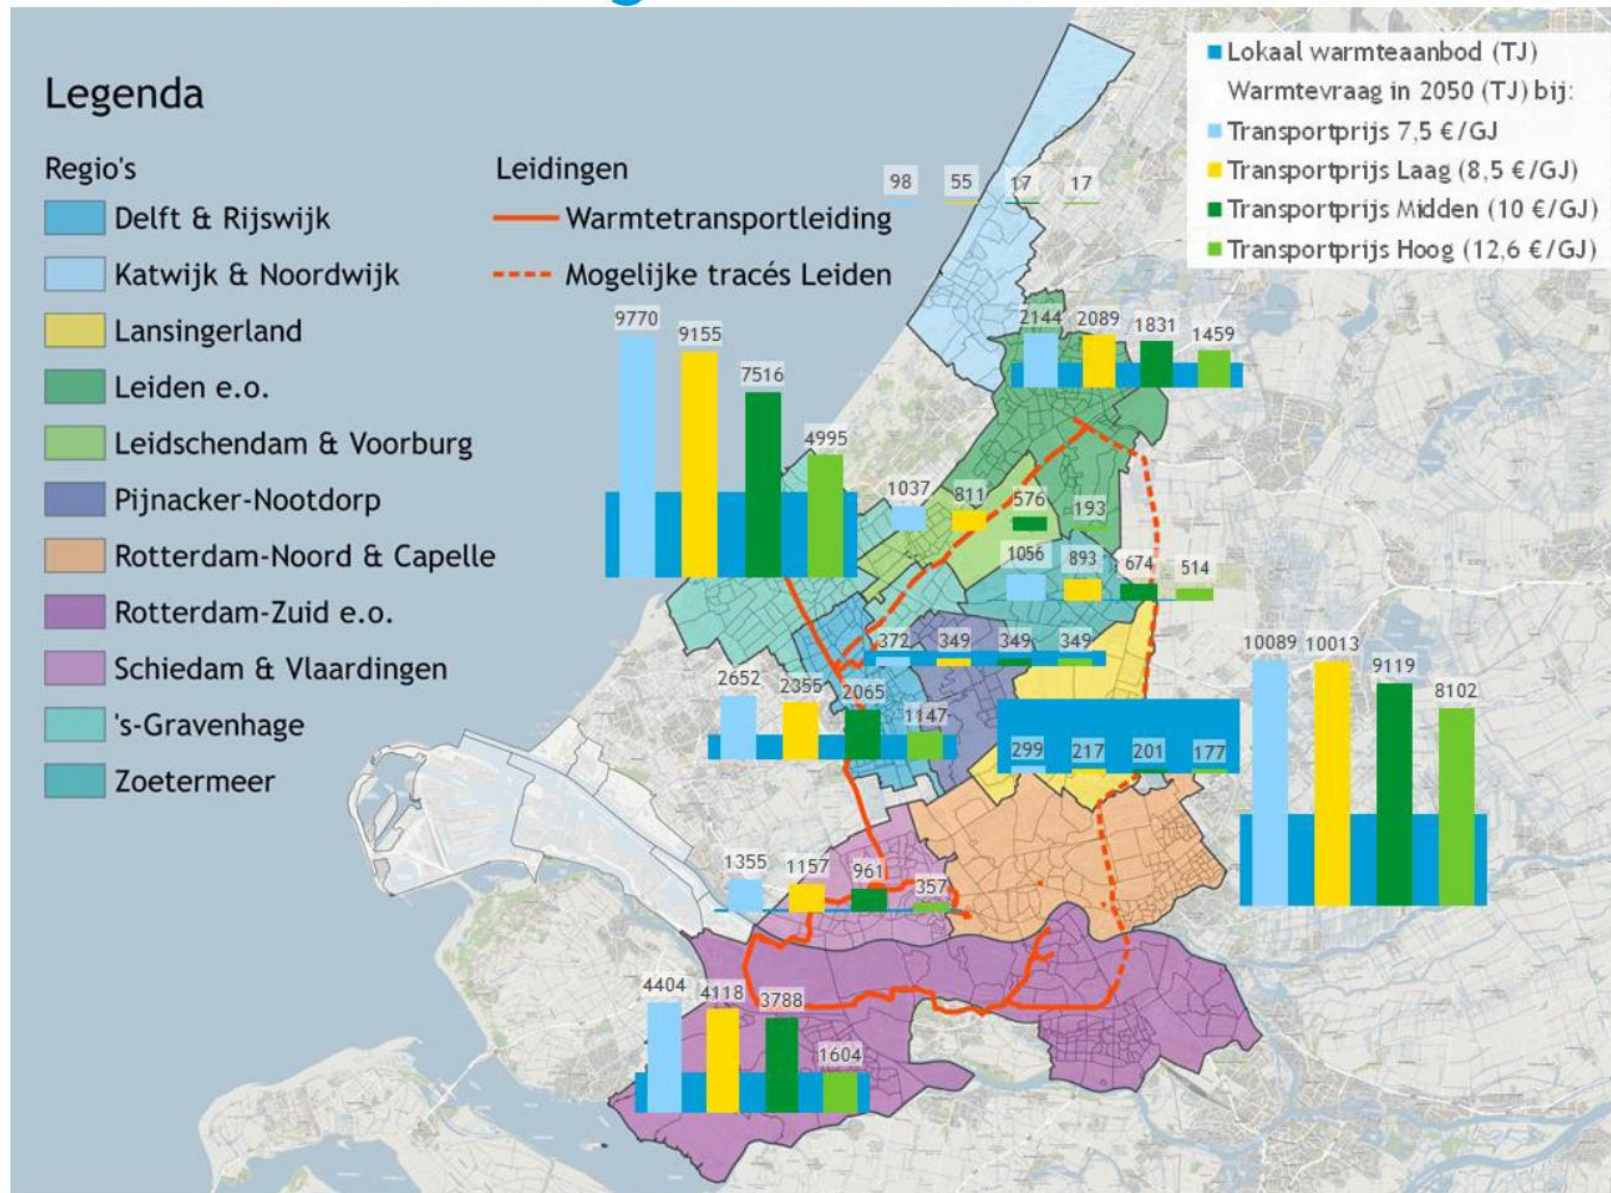 Legenda
Regio's
Delft & Rijswijk
Katwijk & Noordwijk
Lansingerland
Leiden e.o.
Leidschendam & Voorburg
Pijnacker-Nootdorp
Rotterdam-Noord & Capelle
Rotterdam-Zuid e.o.
Schiedam & Vlaardingen
's-Gravenhage
Zoetermeer
Leidingen
Warmtetransportleiding
Mogelijke tracés Leiden
Lokaal warmteaanbod (TJ)
Warmtevraag in 2050 (TJ) bij:
Transportprijs 7,5 €/GJ
Transportprijs Laag (8,5 €/GJ)
Transportprijs Midden (10 €/GJ)
Transportprijs Hoog (12,6 €/GJ)
98 55 17 17
2144 2089 1831 1459
9770 9155 7516 4995
1037 811 576 193
1056 893 674 514
372 349 349 349
2652 2355 2065 1147
299 217 201 177
10089 10013 9119 8102
1355 1157 961 357
4404 4118 3788 1604